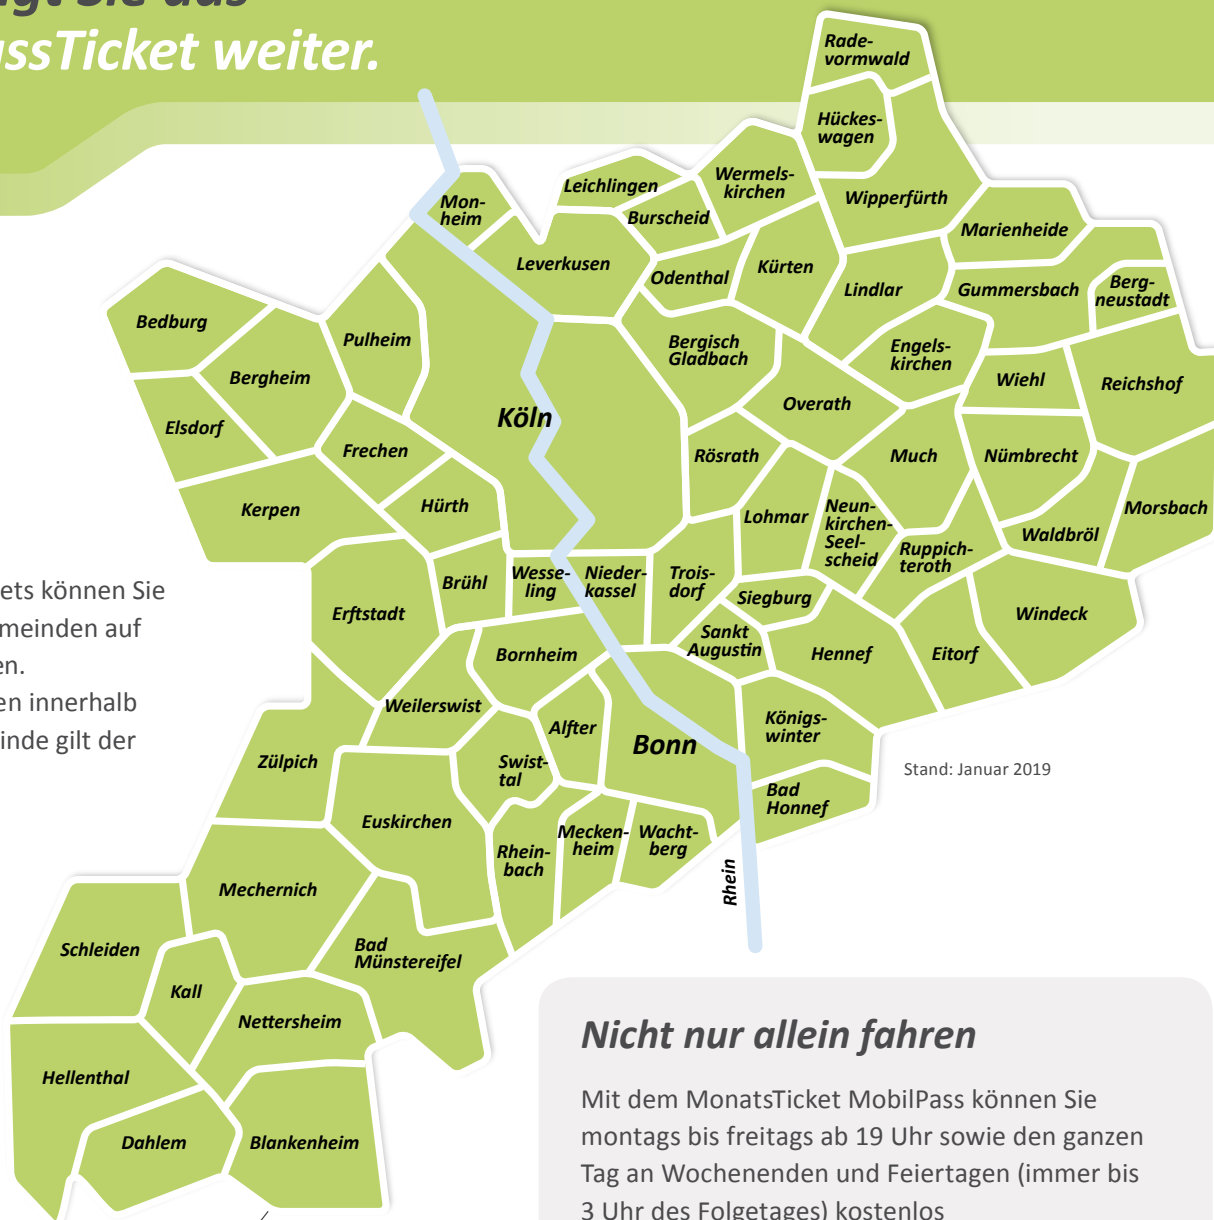 ssTicket weiter.
Rade-
vormwald
Hückes-
wagen
Wermels-
kirchen
Leichlingen
Wipperfürth
Mon-
heim
Burscheid
Marienheide
Leverkusen
Odenthal
Kürten
Lindlar
Gummersbach
Berg-
neustadt
Bedburg
Pulheim
Bergisch
Gladbach
Engels-
kirchen
Bergheim
Wiehl
Reichshof
Köln
Overath
Elsdorf
Frechen
Rösrath
Much
Nümbrecht
Kerpen
Hürth
Lohmar
Neun-
kirchen-
Seel-
scheid
Morsbach
Waldbröl
Ruppich-
teroth
Brühl
Wesse-
ling
Nieder-
kassel
Trois-
dorf
Siegburg
Erftstadt
Windeck
Sankt
Augustin
Bornheim
Hennef
Eitorf
Weilerswist
Alfter
Bonn
Königs-
winter
Zülpich
Swist-
tal
Bad
Honnef
Euskirchen
Rhein-
bach
Mecken-
heim
Wacht-
berg
Rhein
Mechernich
Schleiden
Bad
Münstereifel
Kall
Nettersheim
Hellenthal
Dahlem
Blankenheim
ets können Sie
meinden auf
en.
en innerhalb
inde gilt der
Stand: Januar 2019
Nicht nur allein fahren
Mit dem MonatsTicket MobilPass können Sie
montags bis freitags ab 19 Uhr sowie den ganzen
Tag an Wochenenden und Feiertagen (immer bis
3 Uhr des Folgetages) kostenlos